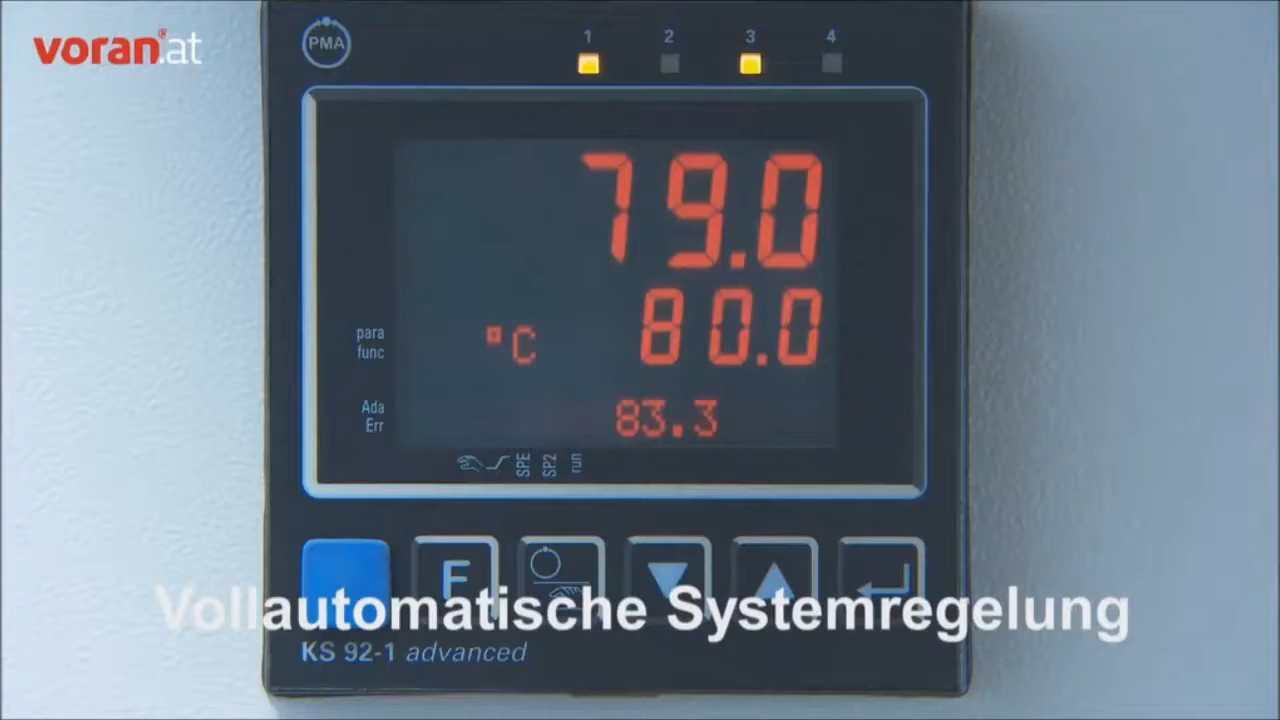 voran.at
PMA
1 2 3 4
79.0
80.0
para
func
°C
83.3
Ada
Err
SPE SP2 run
F
Vollautomatische Systemregelung
KS 92-1 advanced